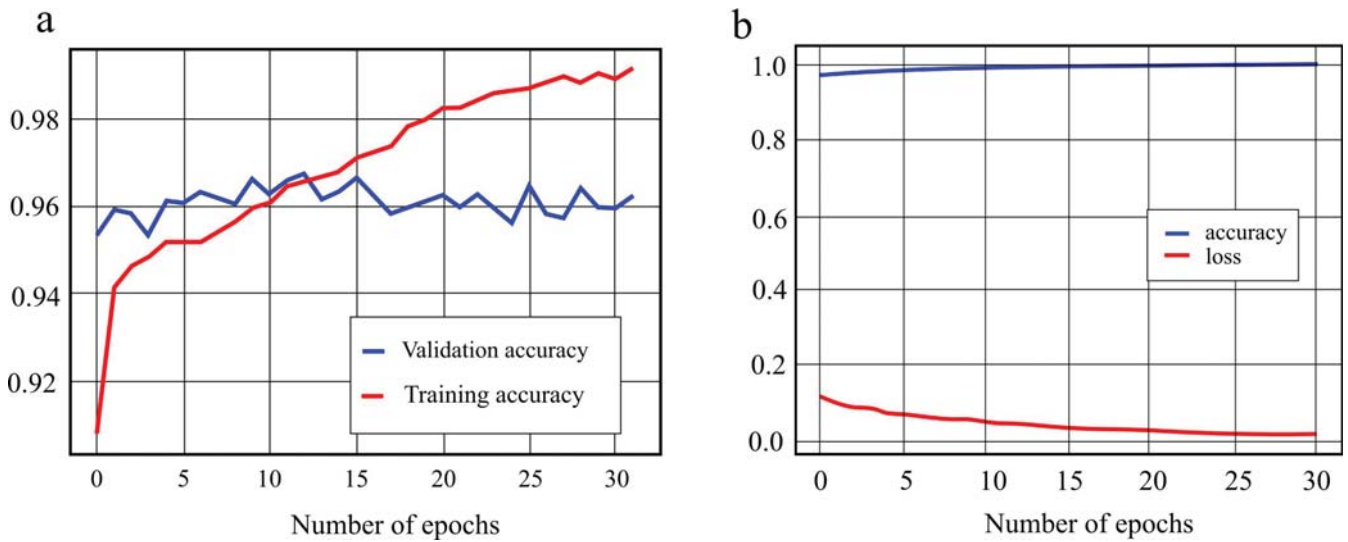 a
0.98
0.96
0.94
0.92
Validation accuracy
Training accuracy
0 5 10 15 20 25 30
Number of epochs
b
1.0
0.8
0.6
0.4
0.2
0.0
accuracy
loss
0 5 10 15 20 25 30
Number of epochs